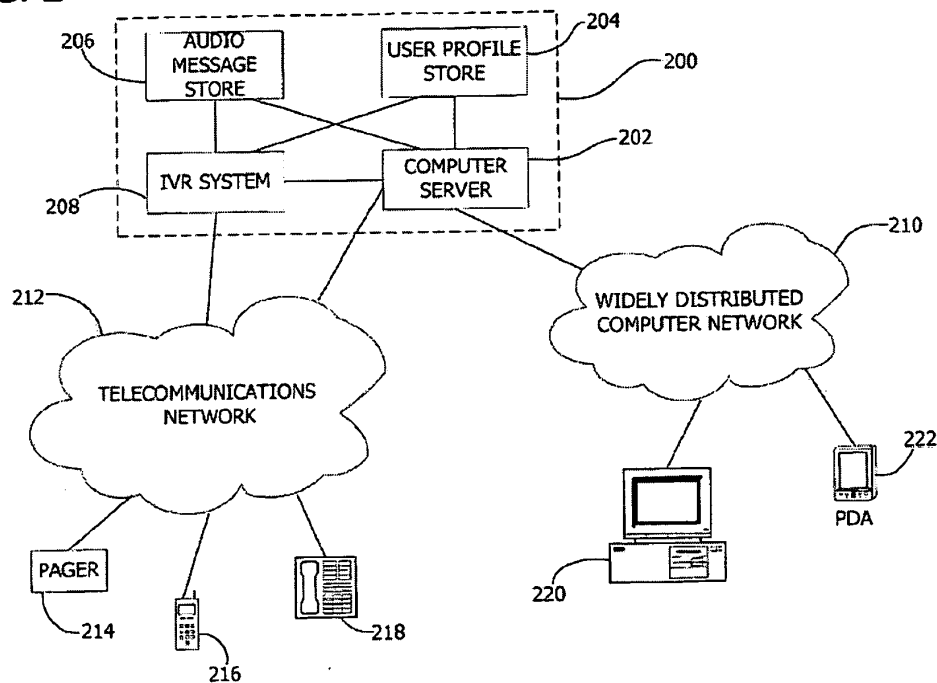 206
AUDIO
MESSAGE
STORE
USER PROFILE
STORE
204
200
IVR SYSTEM
208
COMPUTER
SERVER
202
210
WIDELY DISTRIBUTED
COMPUTER NETWORK
212
TELECOMMUNICATIONS
NETWORK
222
PDA
220
PAGER
214
216
218